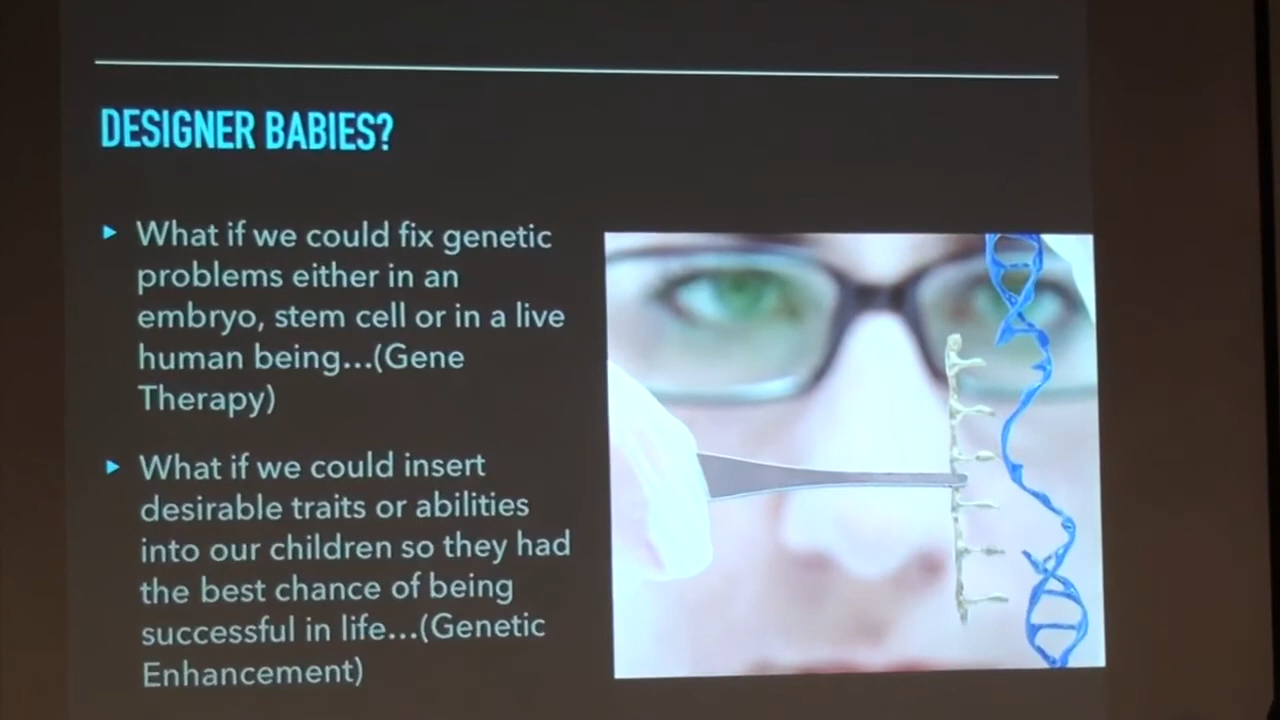 DESIGNER BABIES?
What if we could fix genetic
problems either in an
embryo, stem cell or in a live
human being...(Gene
Therapy)
What if we could insert
desirable traits or abilities
into our children so they had
the best chance of being
successful in life...(Genetic
Enhancement)